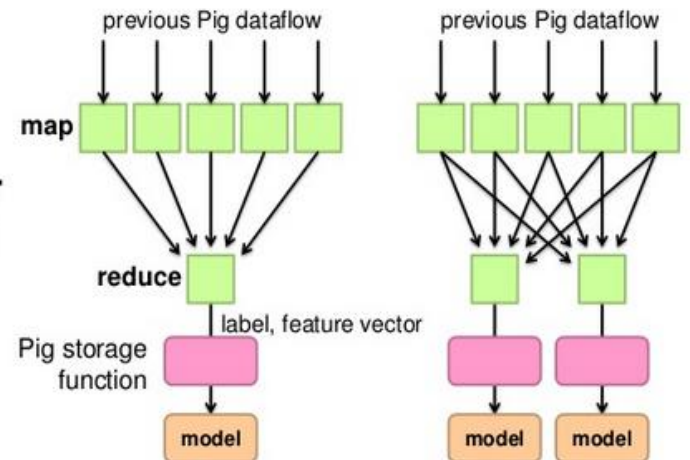 previous Pig dataflow
previous Pig dataflow
map
reduce
label, feature vector
Pig storage
function
model
model
model